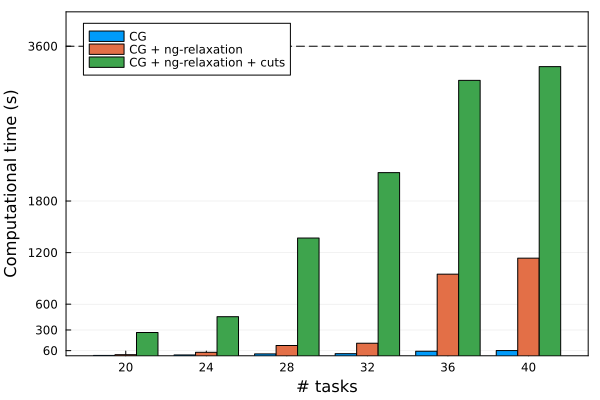 CG
CG + ng-relaxation
CG + ng-relaxation + cuts
Computational time (s)
3600
1800
1200
600
300
60
20 24 28 32 36 40
# tasks